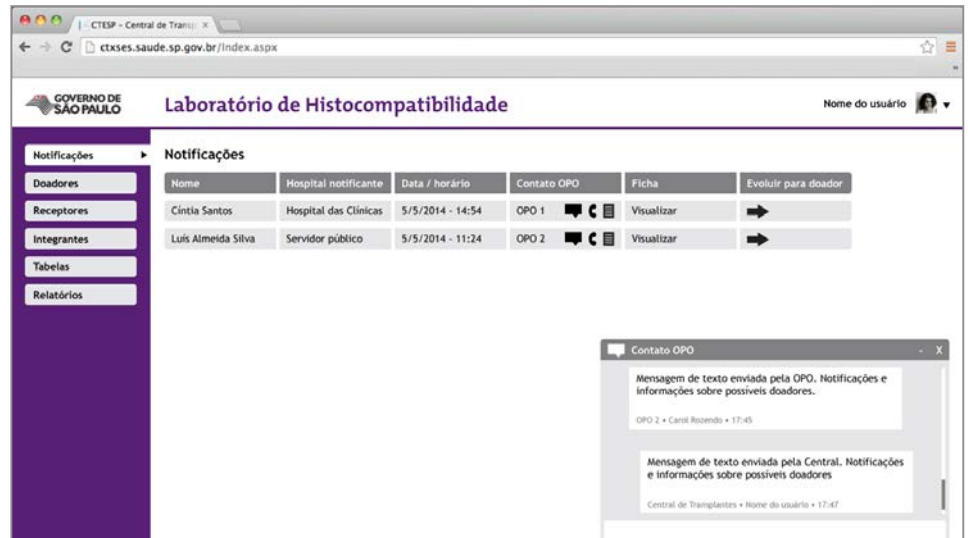 CTESP - Central de Transp x
ctxses.saude.sp.gov.br/Index.aspx
GOVERNO DE
SÃO PAULO
Laboratório de Histocompatibilidade
Nome do usuário
Notificações
Doadores
Receptores
Integrantes
Tabelas
Relatórios
Notificações
Nome Hospital notificante Data / horário Contato OPO Ficha Evoluir para doador
Cíntia Santos Hospital das Clínicas 5/5/2014 - 14:54 OPO 1 Visualizar
Luís Almeida Silva Servidor público 5/5/2014 - 11:24 OPO 2 Visualizar
Contato OPO - X
Mensagem de texto enviada pela OPO. Notificações e
informações sobre possíveis doadores.
OPO 2 • Carol Rozendo • 17:45
Mensagem de texto enviada pela Central. Notificações
e informações sobre possíveis doadores
Central de Transplantes • Nome do usuário • 17:47